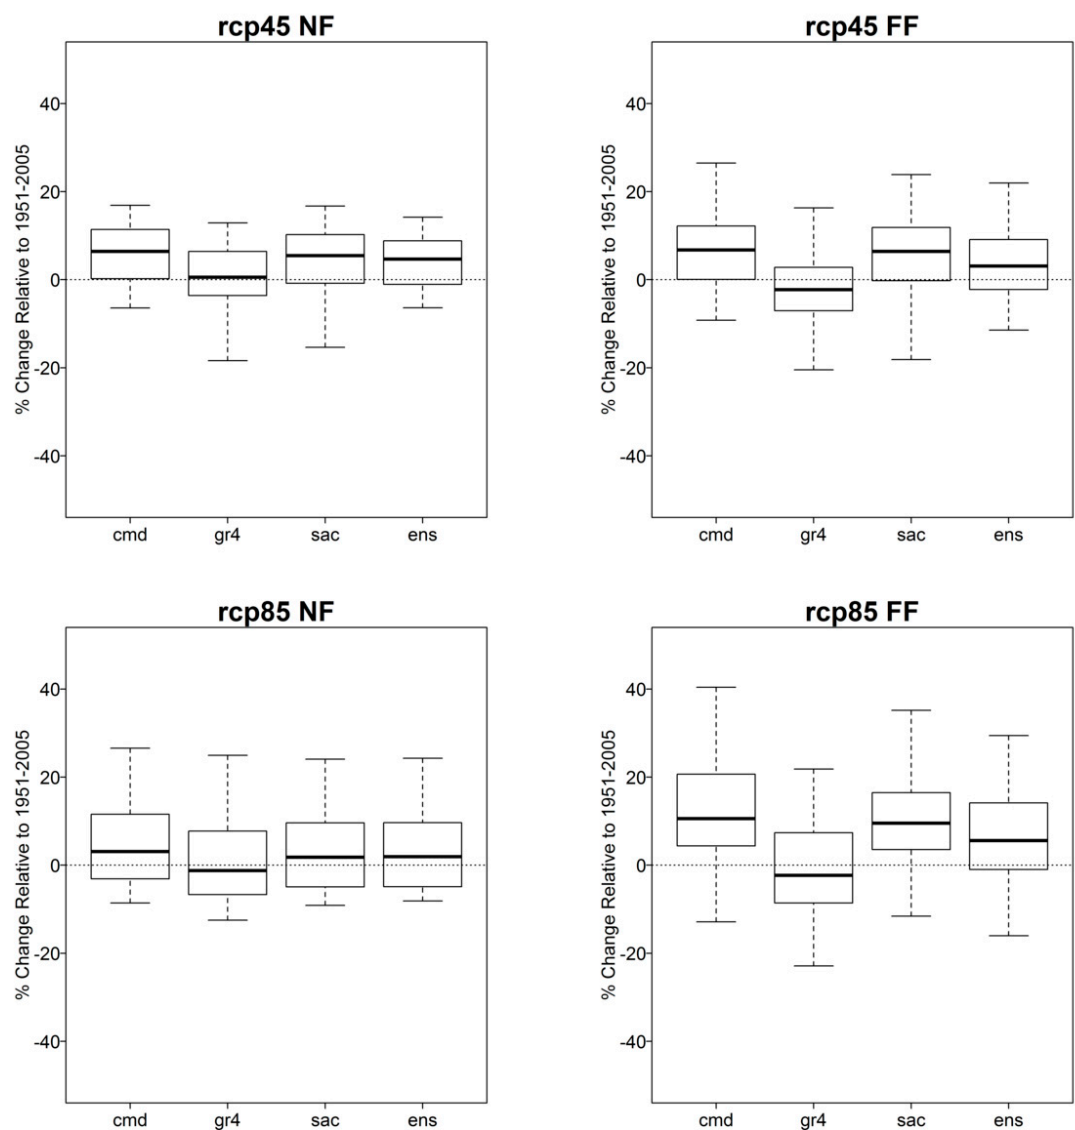 rcp45 NF
% Change Relative to 1951-2005
40
20
0
-20
-40
cmd gr4 sac ens
rcp45 FF
% Change Relative to 1951-2005
40
20
0
-20
-40
cmd gr4 sac ens
rcp85 NF
% Change Relative to 1951-2005
40
20
0
-20
-40
cmd gr4 sac ens
rcp85 FF
% Change Relative to 1951-2005
40
20
0
-20
-40
cmd gr4 sac ens